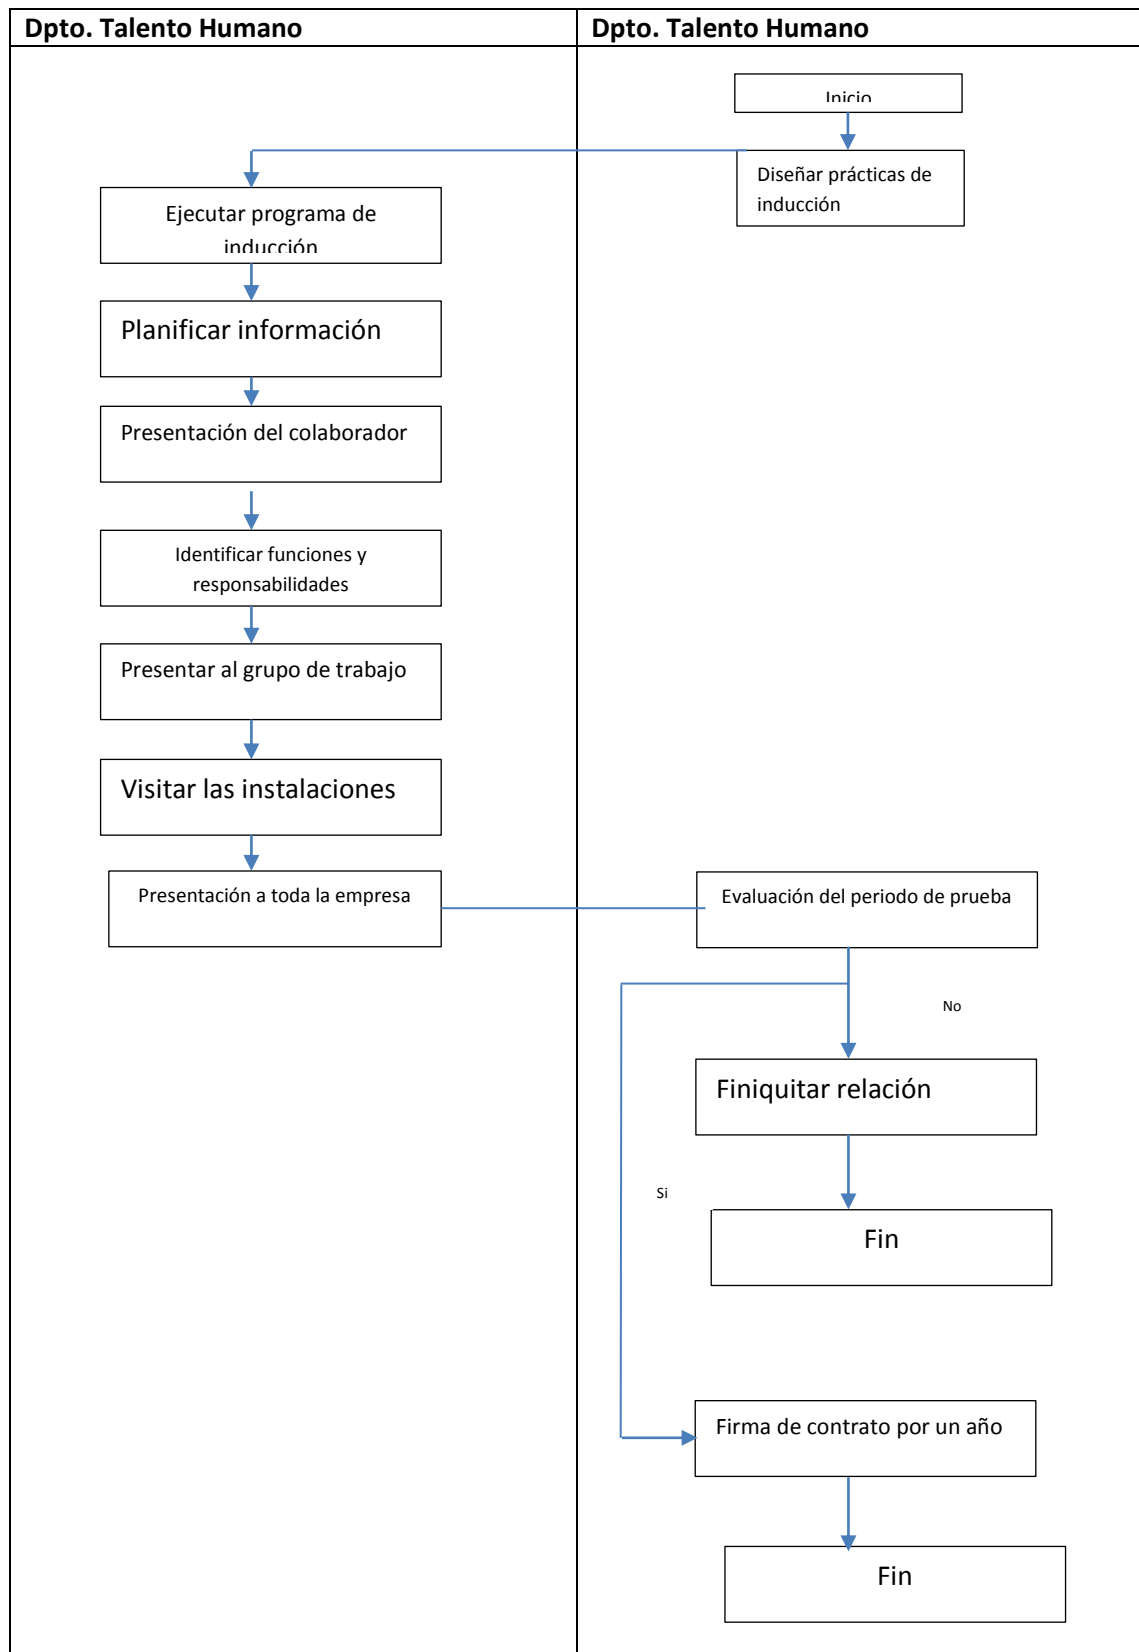 Dpto. Talento Humano
Dpto. Talento Humano
Inicio
Diseñar prácticas de
inducción
Ejecutar programa de
inducción
Planificar información
Presentación del colaborador
Identificar funciones y
responsabilidades
Presentar al grupo de trabajo
Visitar las instalaciones
Presentación a toda la empresa
Evaluación del periodo de prueba
No
Finiquitar relación
Si
Fin
Firma de contrato por un año
Fin